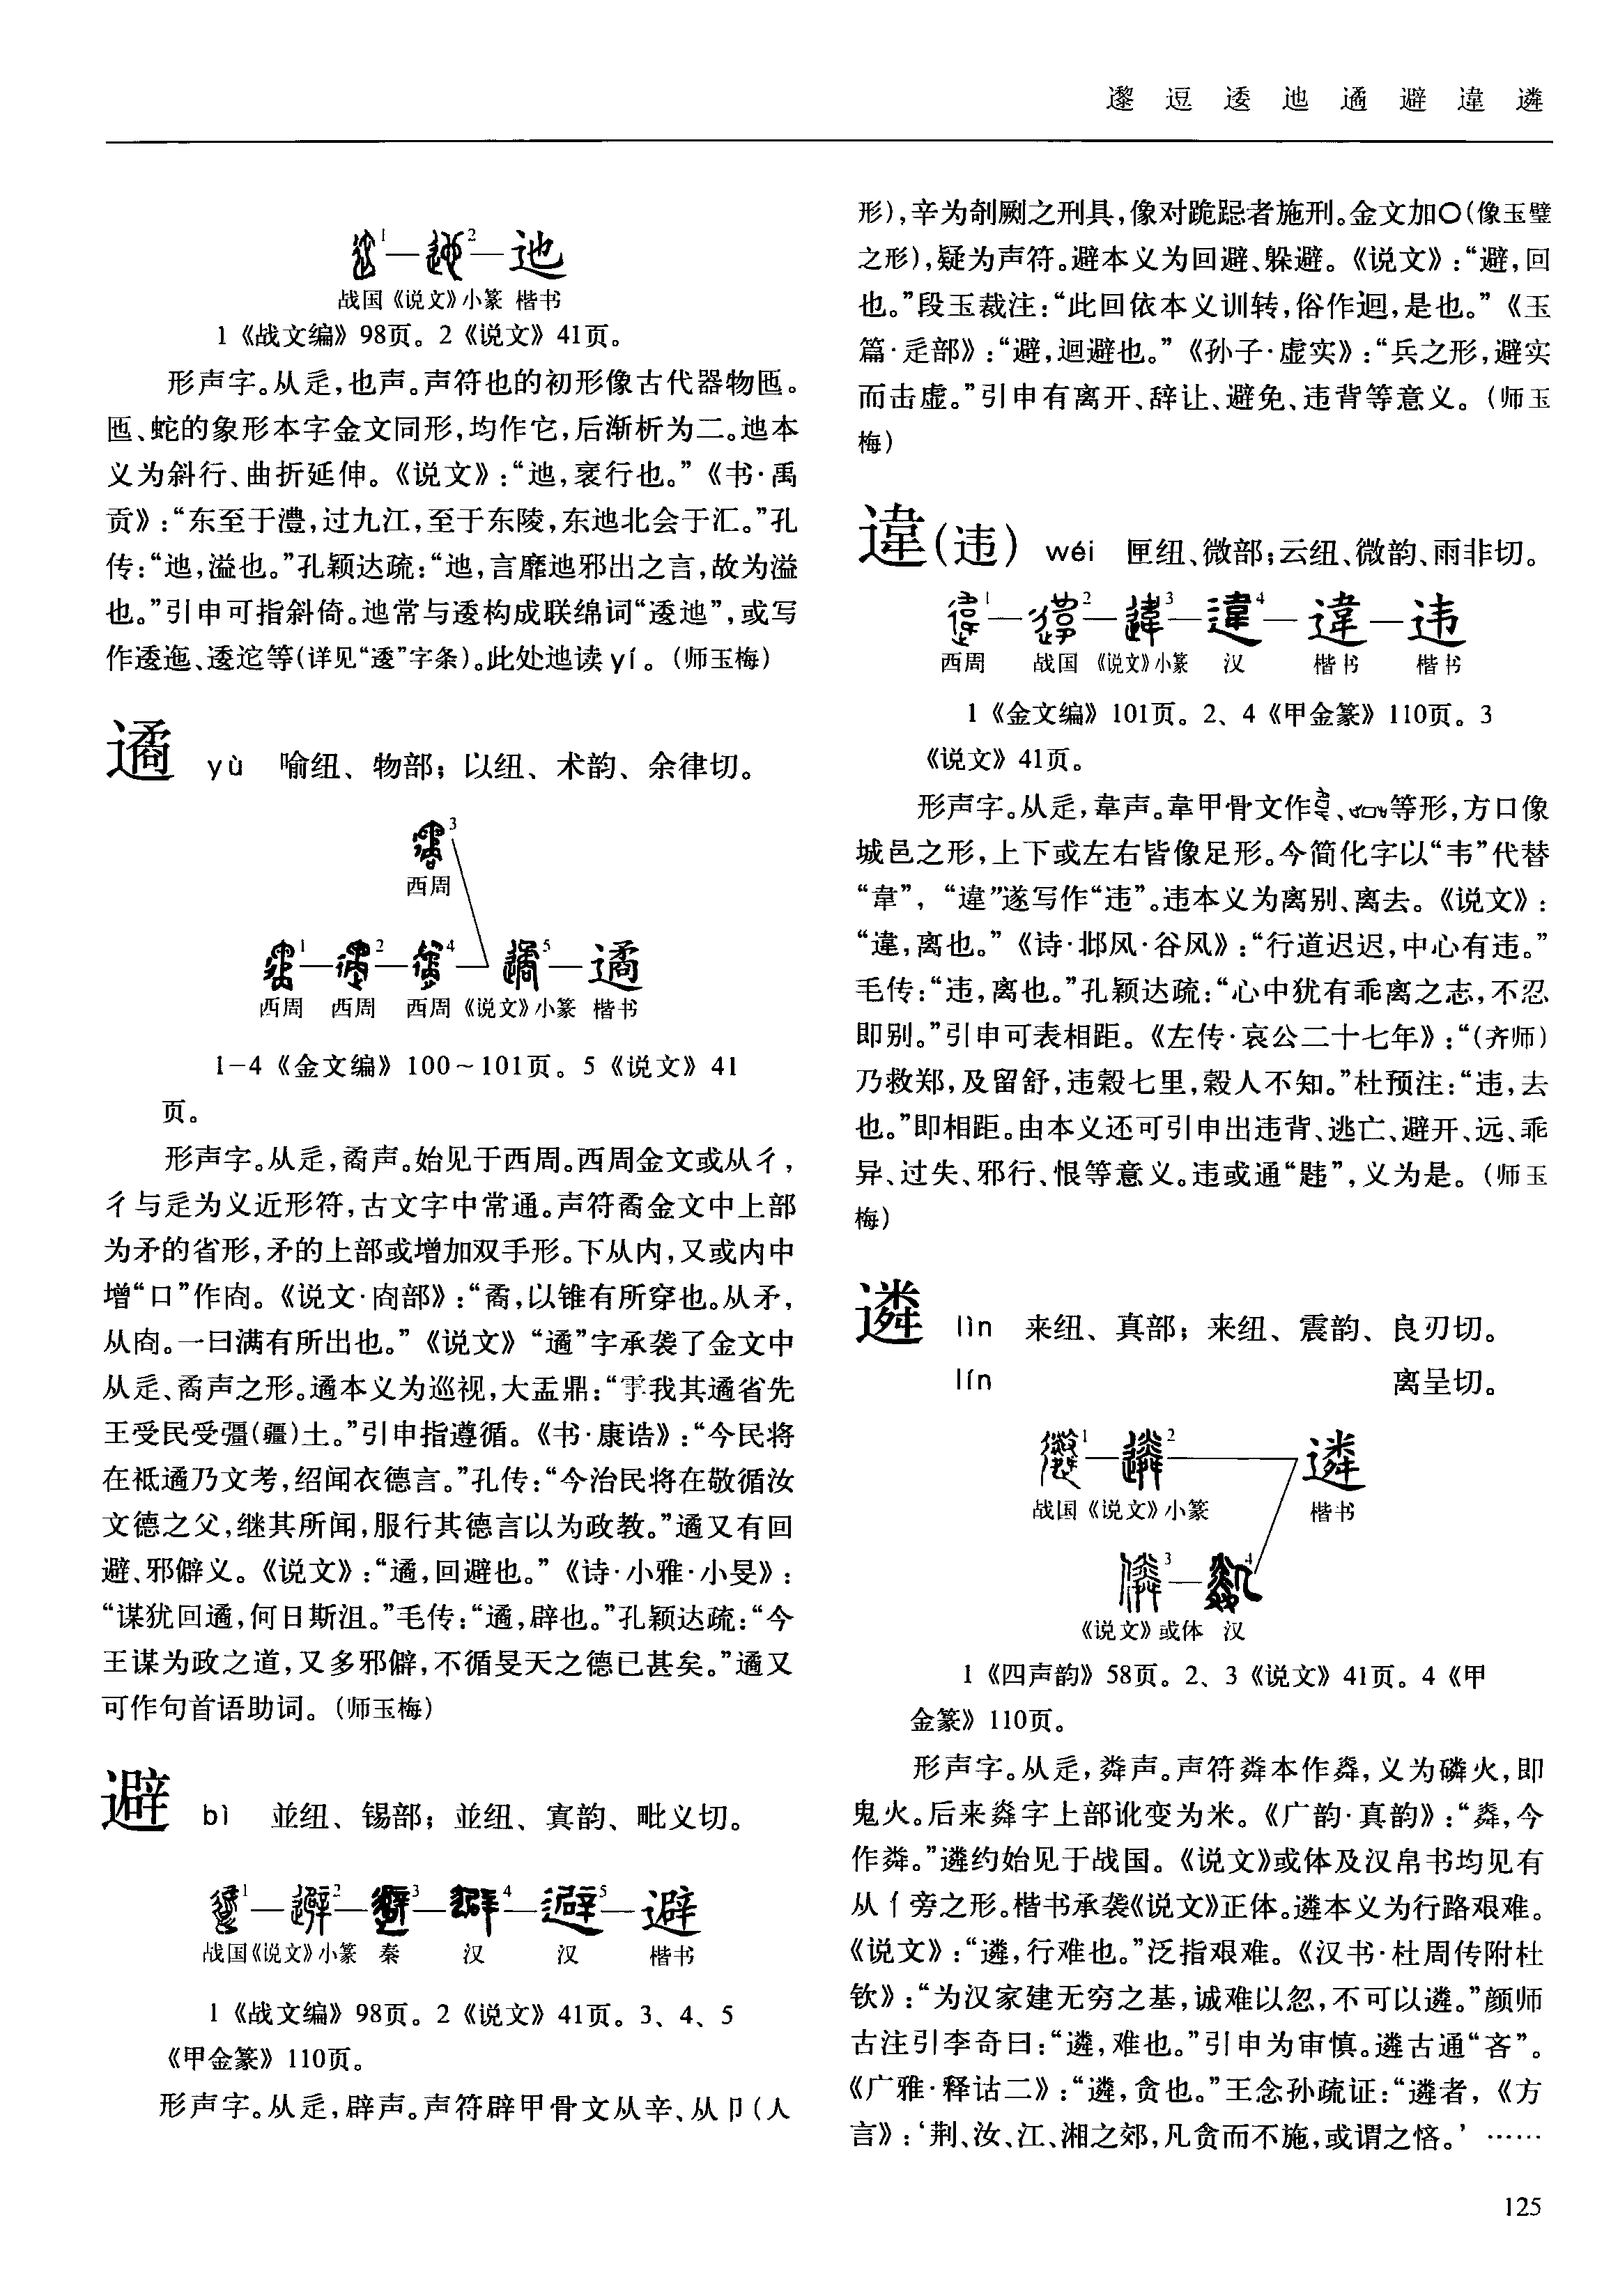 邌 逗 逶 迆 遹 避 違 遴
1—2—迆
战国《说文》小篆 楷书
1《战文编》98页。2《说文》41页。
形声字。从辵，也声。声符也的初形像古代器物匜。
匜、蛇的象形本字金文同形，均作它，后渐析为二。迆本
义为斜行、曲折延伸。《说文》：“迆，衺行也。”《书·禹
贡》：“东至于澧，过九江，至于东陵，东迆北会于汇。”孔
传：“迆，溢也。”孔颖达疏：“迆，言靡迆邪出之言，故为溢
也。”引申可指斜倚。迆常与逶构成联绵词“逶迆”，或写
作逶迤、逶迱等（详见“逶”字条）。此处迆读 yí。（师玉梅）
遹 yù 喻纽、物部；以纽、术韵、余律切。
3
西周
1—2—4 5—遹
西周 西周 西周《说文》小篆 楷书
1-4《金文编》100～101页。5《说文》41
页。
形声字。从辵，矞声。始见于西周。西周金文或从彳，
彳与辵为义近形符，古文字中常通。声符矞金文中上部
为矛的省形，矛的上部或增加双手形。下从内，又或内中
增“口”作㕯。《说文·㕯部》：“矞，以锥有所穿也。从矛，
从㕯。一曰满有所出也。”《说文》“遹”字承袭了金文中
从辵、矞声之形。遹本义为巡视，大盂鼎：“雩我其遹省先
王受民受彊（疆）土。”引申指遵循。《书·康诰》：“今民将
在祗遹乃文考，绍闻衣德言。”孔传：“今治民将在敬循汝
文德之父，继其所闻，服行其德言以为政教。”遹又有回
避、邪僻义。《说文》：“遹，回避也。”《诗·小雅·小旻》：
“谋犹回遹，何日斯沮。”毛传：“遹，辟也。”孔颖达疏：“今
王谋为政之道，又多邪僻，不循旻天之德已甚矣。”遹又
可作句首语助词。（师玉梅）
避 bì 並纽、锡部；並纽、寘韵、毗义切。
1—2—3—4—5—避
战国《说文》小篆 秦 汉 汉 楷书
1《战文编》98页。2《说文》41页。3、4、5
《甲金篆》110页。
形声字。从辵，辟声。声符辟甲骨文从辛、从卩（人
形），辛为剞劂之刑具，像对跪跽者施刑。金文加〇（像玉璧
之形），疑为声符。避本义为回避、躲避。《说文》：“避，回
也。”段玉裁注：“此回依本义训转，俗作迴，是也。”《玉
篇·辵部》：“避，迴避也。”《孙子·虚实》：“兵之形，避实
而击虚。”引申有离开、辞让、避免、违背等意义。（师玉
梅）
違（违） wéi 匣纽、微部；云纽、微韵、雨非切。
1—2—3—4—違—违
西周 战国《说文》小篆 汉 楷书 楷书
1《金文编》101页。2、4《甲金篆》110页。3
《说文》41页。
形声字。从辵，韋声。韋甲骨文作、等形，方口像
城邑之形，上下或左右皆像足形。今简化字以“韦”代替
“韋”，“違”遂写作“违”。违本义为离别、离去。《说文》：
“違，离也。”《诗·邶风·谷风》：“行道迟迟，中心有违。”
毛传：“违，离也。”孔颖达疏：“心中犹有乖离之志，不忍
即别。”引申可表相距。《左传·哀公二十七年》：“（齐师）
乃救郑，及留舒，违穀七里，穀人不知。”杜预注：“违，去
也。”即相距。由本义还可引申出违背、逃亡、避开、远、乖
异、过失、邪行、恨等意义。违或通“韪”，义为是。（师玉
梅）
遴 lìn 来纽、真部；来纽、震韵、良刃切。
lín 离呈切。
1—2 遴
战国《说文》小篆 楷书
3—4
《说文》或体 汉
1《四声韵》58页。2、3《说文》41页。4《甲
金篆》110页。
形声字。从辵，粦声。声符粦本作㷠，义为磷火，即
鬼火。后来㷠字上部讹变为米。《广韵·真韵》：“㷠，今
作粦。”遴约始见于战国。《说文》或体及汉帛书均见有
从亻旁之形。楷书承袭《说文》正体。遴本义为行路艰难。
《说文》：“遴，行难也。”泛指艰难。《汉书·杜周传附杜
钦》：“为汉家建无穷之基，诚难以忽，不可以遴。”颜师
古注引李奇曰：“遴，难也。”引申为审慎。遴古通“吝”。
《广雅·释诂二》：“遴，贪也。”王念孙疏证：“遴者，《方
言》：‘荆、汝、江、湘之郊，凡贪而不施，或谓之悋。’……
125